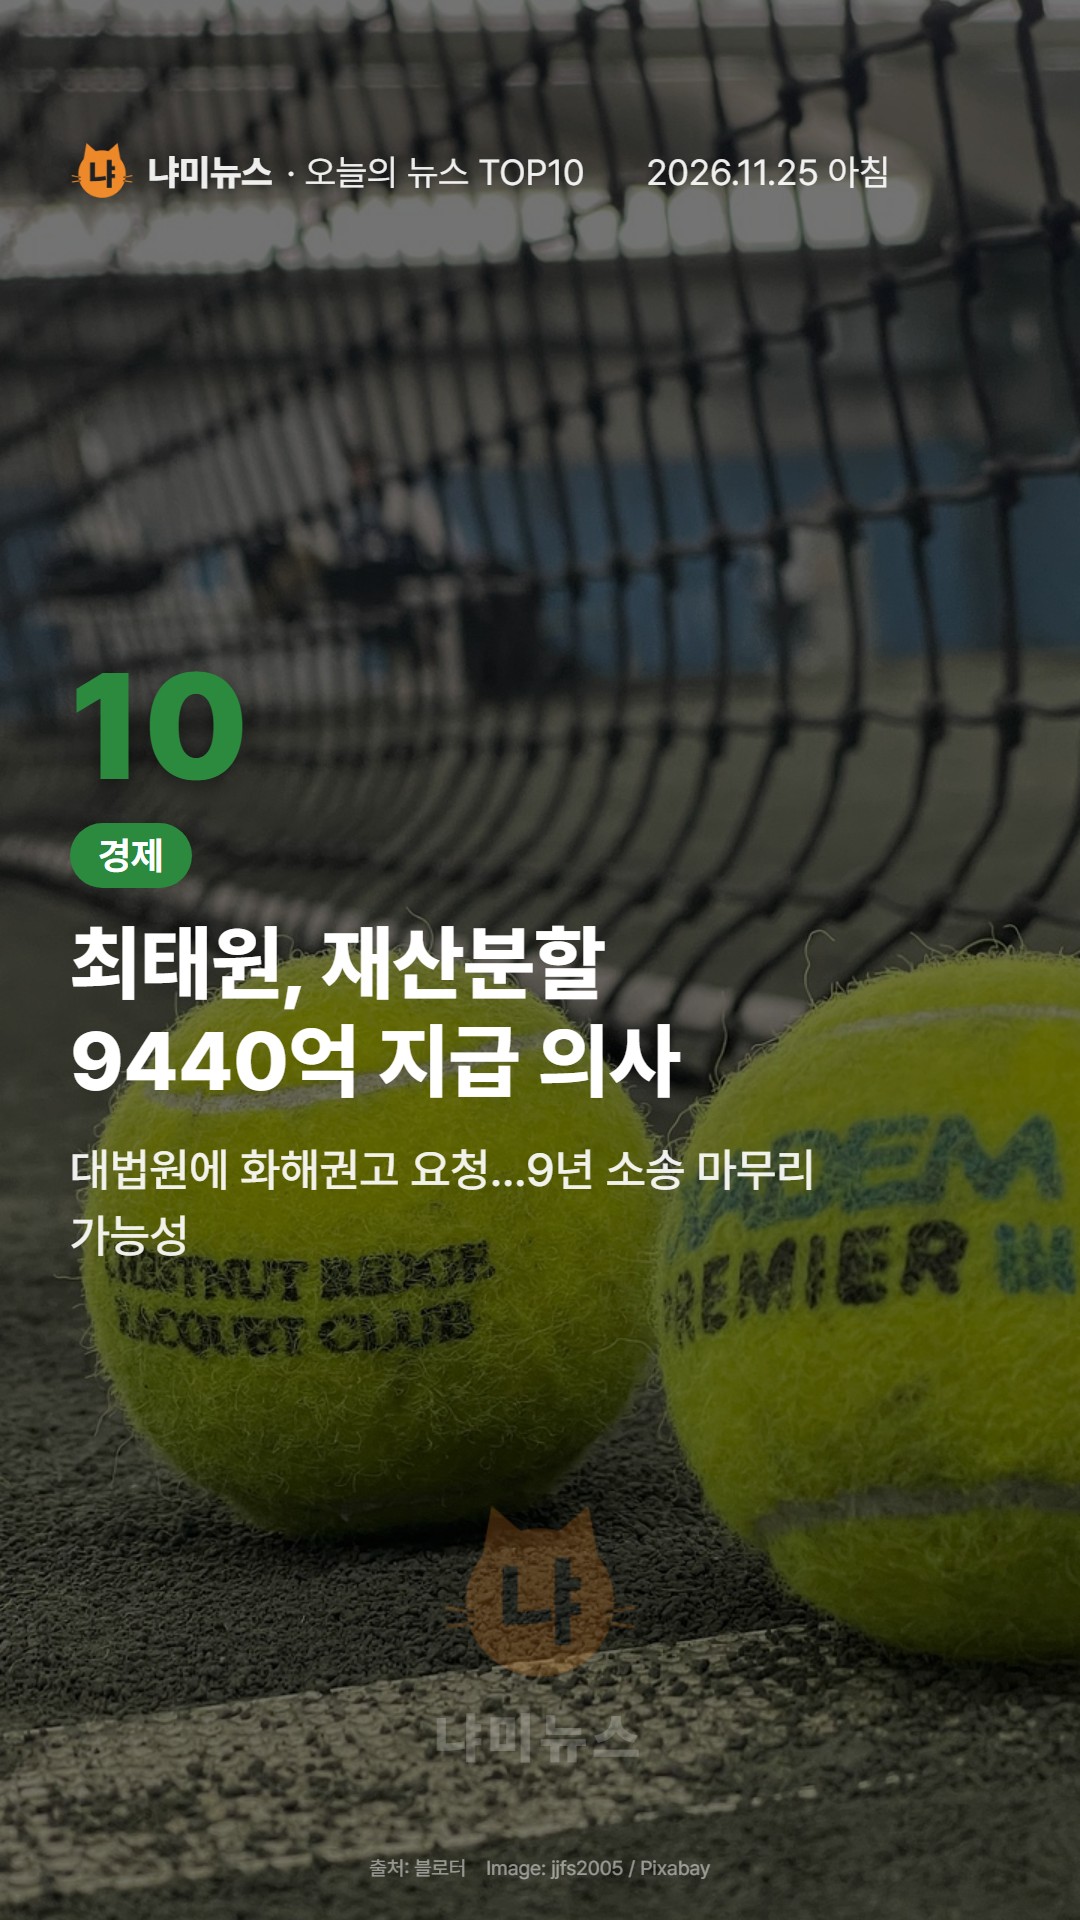 냐 냐미뉴스 · 오늘의 뉴스 TOP10 2026.11.25 아침
10
경제
최태원, 재산분할
9440억 지급 의사
대법원에 화해권고 요청...9년 소송 마무리
가능성
PREMIER
RACQUET CLUB
냐
냐미뉴스
출처: 블로터 Image: jjfs2005 / Pixabay